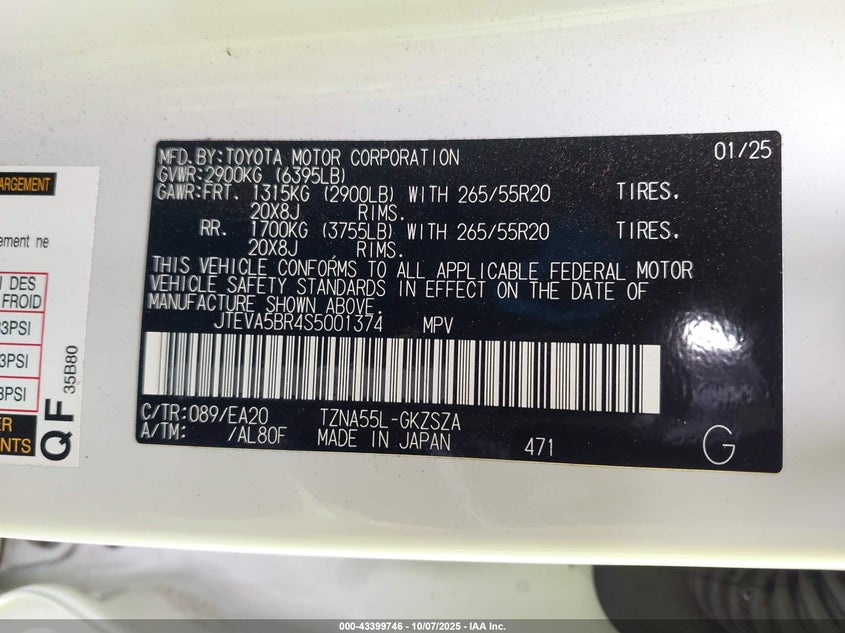 MFD.BY:TOYOTA MOTOR CORPORATION 01/25
GVWR:2900KG (6395LB)
GAWR:FRT. 1315KG (2900LB) WITH 265/55R20 TIRES.
20X8J RIMS.
RR. 1700KG (3755LB) WITH 265/55R20 TIRES.
20X8J RIMS.
THIS VEHICLE CONFORMS TO ALL APPLICABLE FEDERAL MOTOR
VEHICLE SAFETY STANDARDS IN EFFECT ON THE DATE OF
MANUFACTURE SHOWN ABOVE.
JTEVA5BR4S5001374 MPV
C/TR:089/EA20 TZNA55L-GKZSZA
A/TM: /AL80F MADE IN JAPAN 471 G
ARGEMENT
ement ne
DES
FROID
3PSI
3PSI
3PSI
ER
NTS
QF 35B80
000-43399746 - 10/07/2025 - IAA Inc.